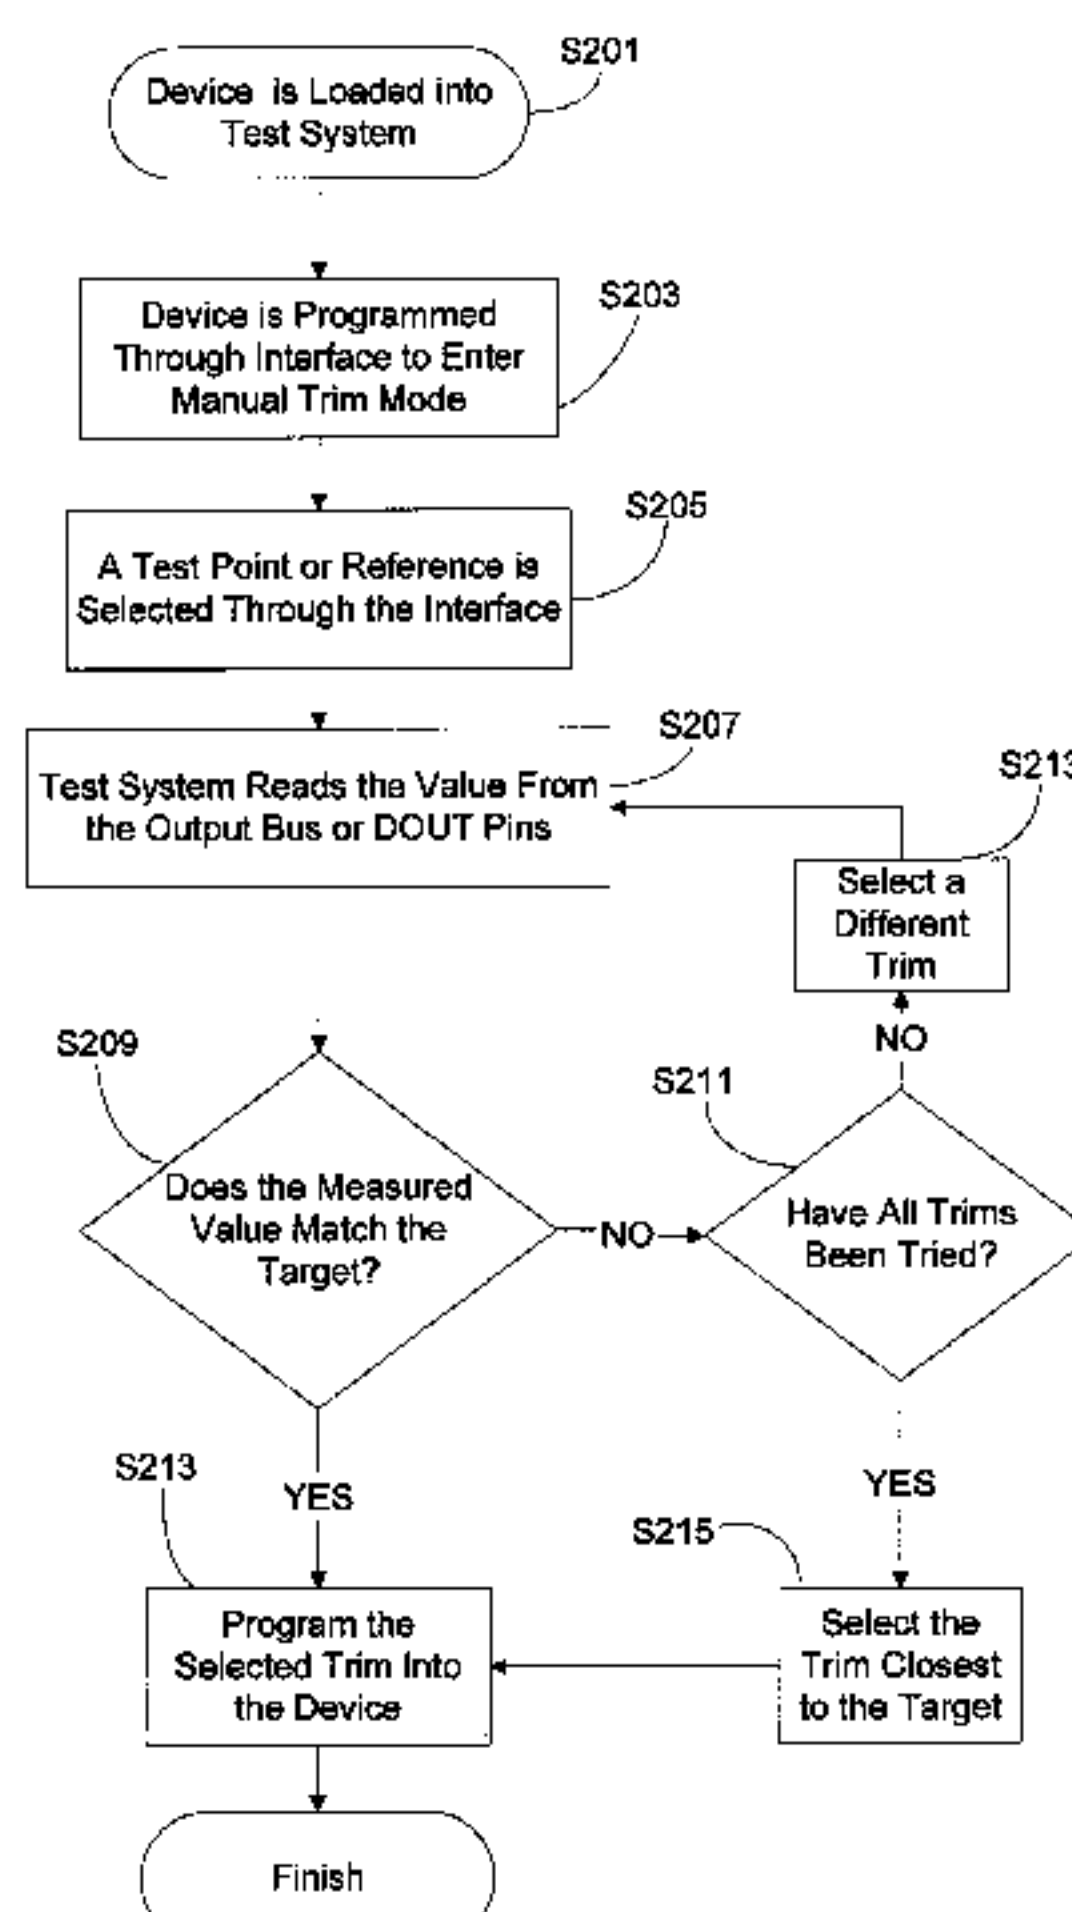 S201
Device is Loaded into
Test System
S203
Device is Programmed
Through Interface to Enter
Manual Trim Mode
S205
A Test Point or Reference is
Selected Through the Interface
S207
Test System Reads the Value From
the Output Bus or DOUT Pins
S213
Select a
Different
Trim
NO
S209
Does the Measured
Value Match the
Target?
NO
S211
Have All Trims
Been Tried?
YES
S213
YES
S215
Program the
Selected Trim Into
the Device
Select the
Trim Closest
to the Target
Finish